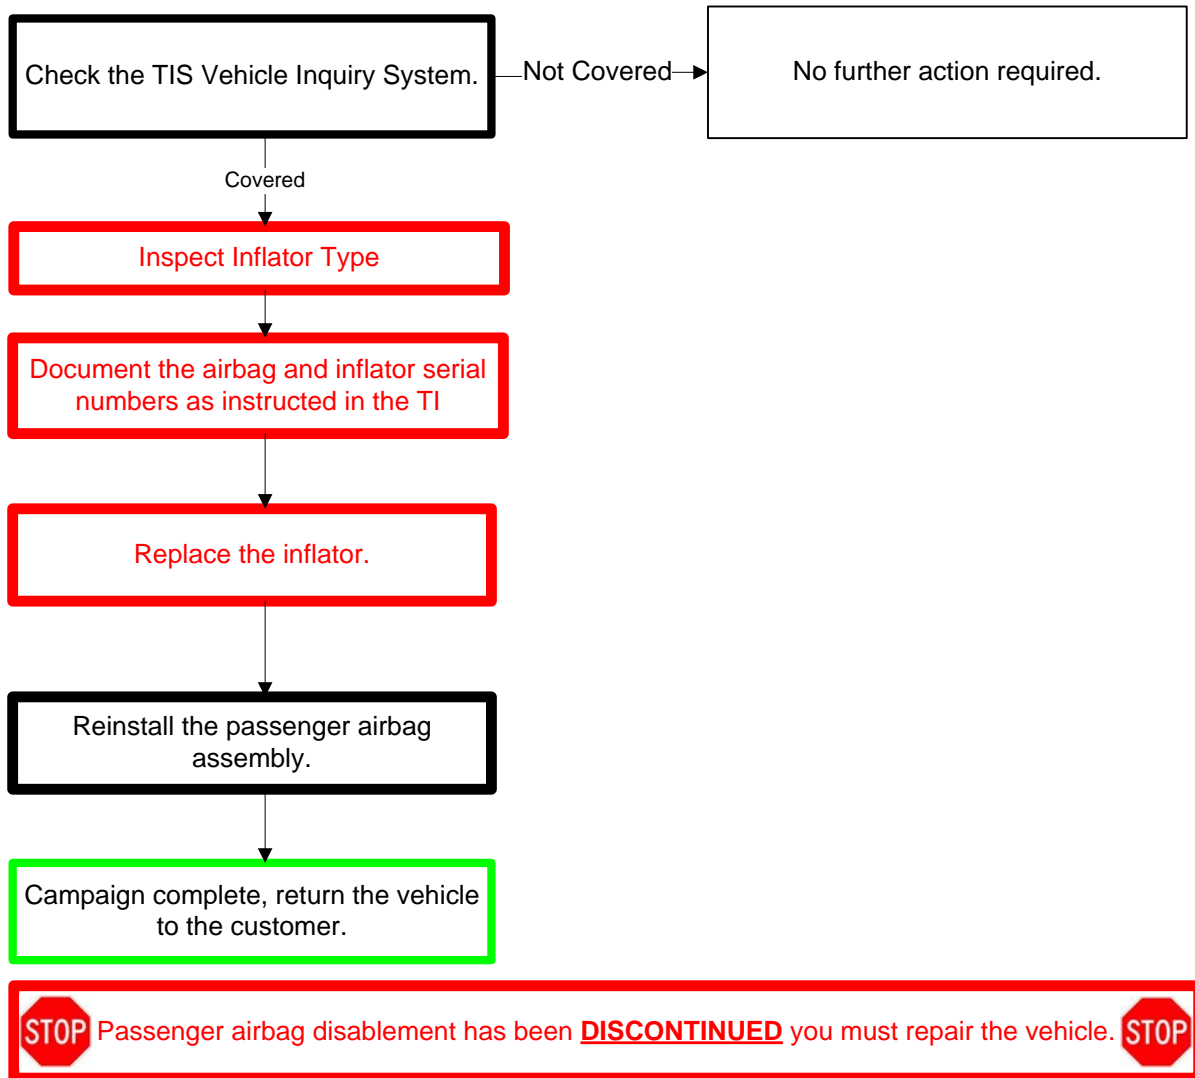 Check the TIS Vehicle Inquiry System.
Not Covered
No further action required.
Covered
Inspect Inflator Type
Document the airbag and inflator serial
numbers as instructed in the TI
Replace the inflator.
Reinstall the passenger airbag
assembly.
Campaign complete, return the vehicle
to the customer.
STOP Passenger airbag disablement has been DISCONTINUED you must repair the vehicle. STOP